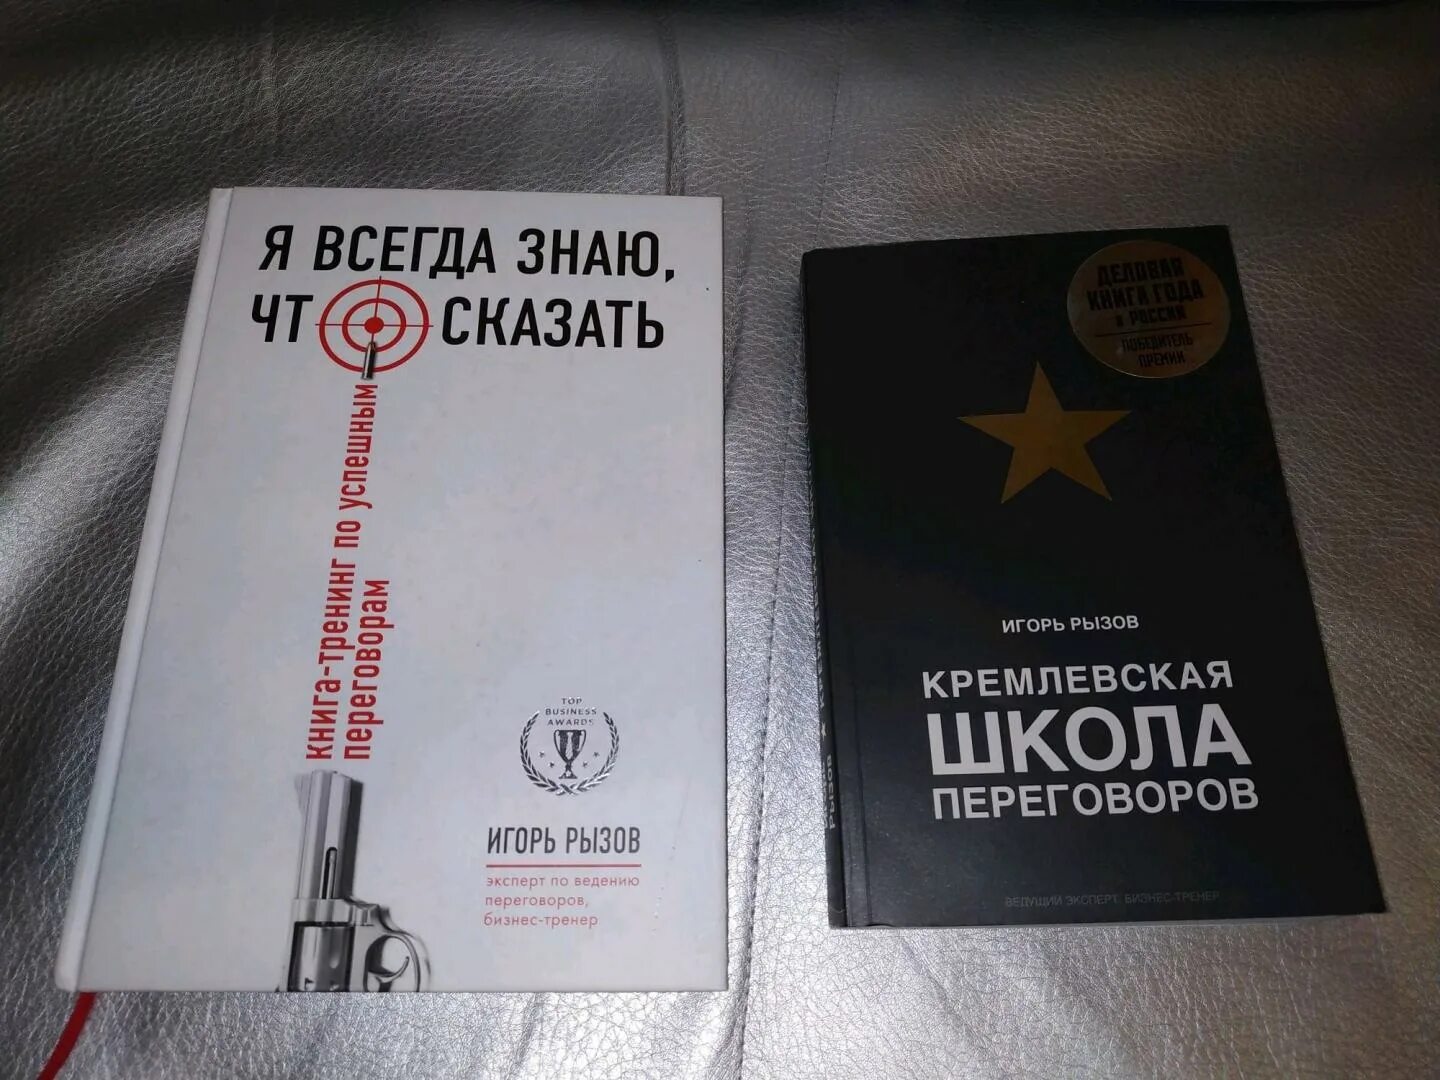 Я ВСЕГДА ЗНАЮ,
ЧТ СКАЗАТЬ
книга-тренинг по успешным
переговорам
TOP
BUSINESS
AWARDS
ИГОРЬ РЫЗОВ
эксперт по ведению
переговоров,
бизнес-тренер
ДЕЛОВАЯ
КНИГА ГОДА
В РОССИИ
ПОБЕДИТЕЛЬ
ПРЕМИИ
ИГОРЬ РЫЗОВ
КРЕМЛЕВСКАЯ
ШКОЛА
ПЕРЕГОВОРОВ
ВЕДУЩИЙ ЭКСПЕРТ, БИЗНЕС-ТРЕНЕР